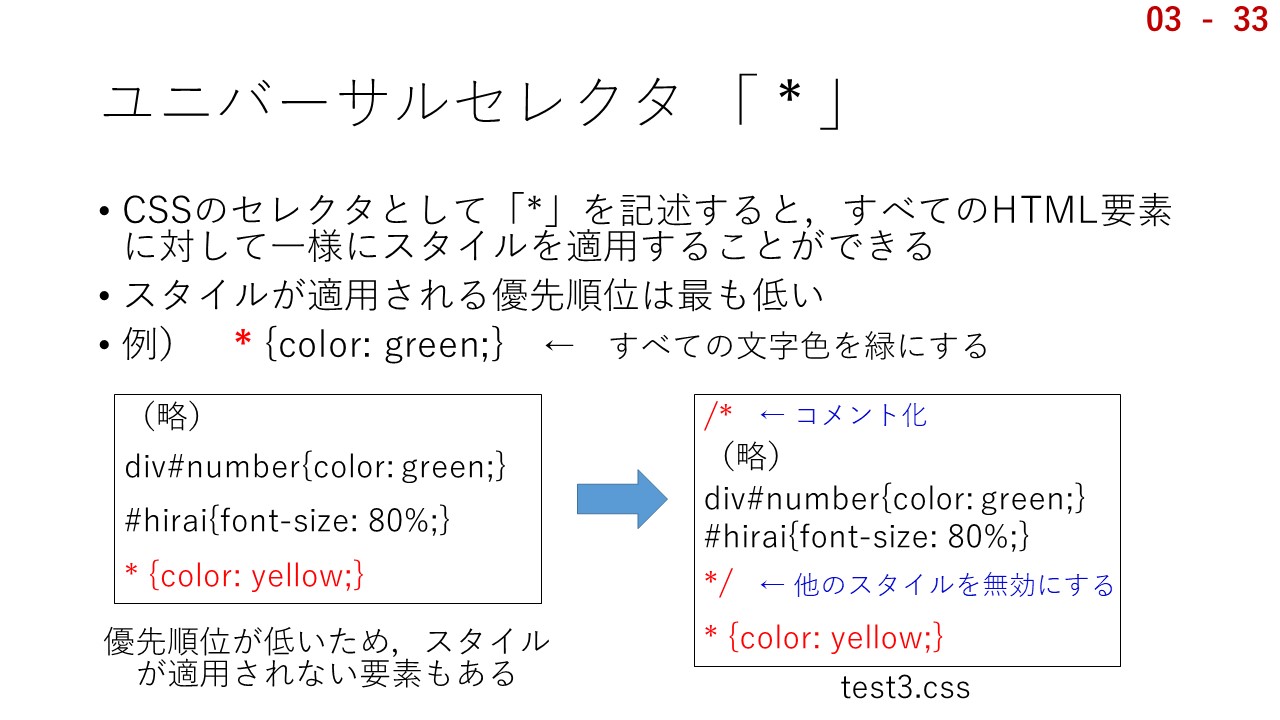 03 - 33
ユニバーサルセレクタ 「 * 」
• CSSのセレクタとして「*」を記述すると，すべてのHTML要素
に対して一様にスタイルを適用することができる
• スタイルが適用される優先順位は最も低い
• 例） * {color: green;} ← すべての文字色を緑にする
（略）
div#number{color: green;}
#hirai{font-size: 80%;}
* {color: yellow;}
優先順位が低いため，スタイル
が適用されない要素もある
/* ← コメント化
（略）
div#number{color: green;}
#hirai{font-size: 80%;}
*/ ← 他のスタイルを無効にする
* {color: yellow;}
test3.css